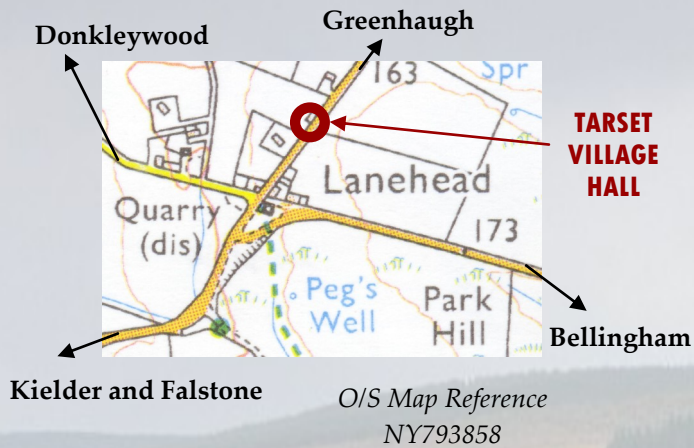 Greenhaugh
Donkleywood
163
Spr
TARSET
VILLAGE
HALL
Lanehead
Quarry
(dis)
173
Peg's
Well
Park
Hill
Bellingham
Kielder and Falstone
O/S Map Reference
NY793858